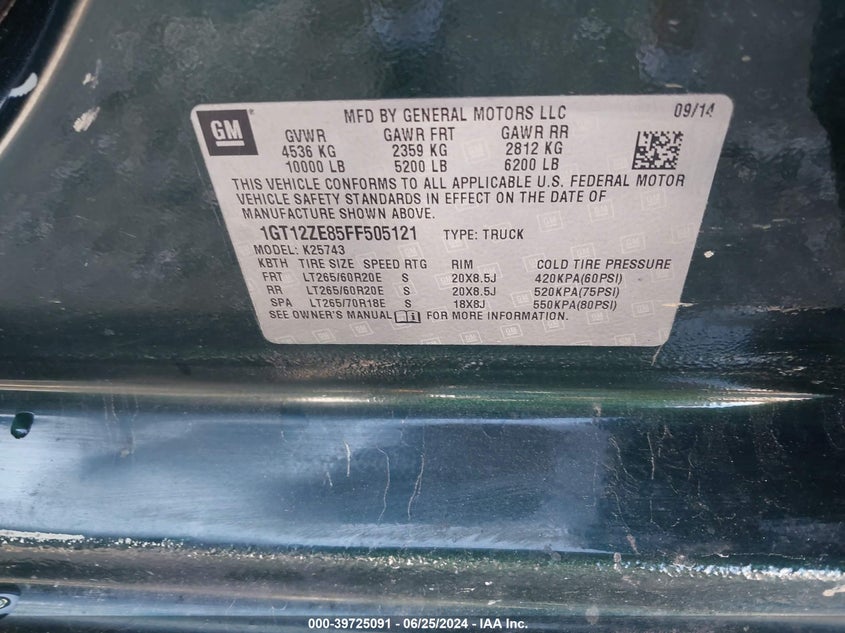 GM
MFD BY GENERAL MOTORS LLC 09/14
GVWR GAWR FRT GAWR RR
4536 KG 2359 KG 2812 KG
10000 LB 5200 LB 6200 LB
THIS VEHICLE CONFORMS TO ALL APPLICABLE U.S. FEDERAL MOTOR
VEHICLE SAFETY STANDARDS IN EFFECT ON THE DATE OF
MANUFACTURE SHOWN ABOVE.
1GT12ZE85FF505121 TYPE: TRUCK
MODEL: K25743
KBTH TIRE SIZE SPEED RTG RIM COLD TIRE PRESSURE
FRT LT265/60R20E S 20X8.5J 420KPA(60PSI)
RR LT265/60R20E S 20X8.5J 520KPA(75PSI)
SPA LT265/70R18E S 18X8J 550KPA(80PSI)
SEE OWNER'S MANUAL FOR MORE INFORMATION.
000-39725091 - 06/25/2024 - IAA Inc.